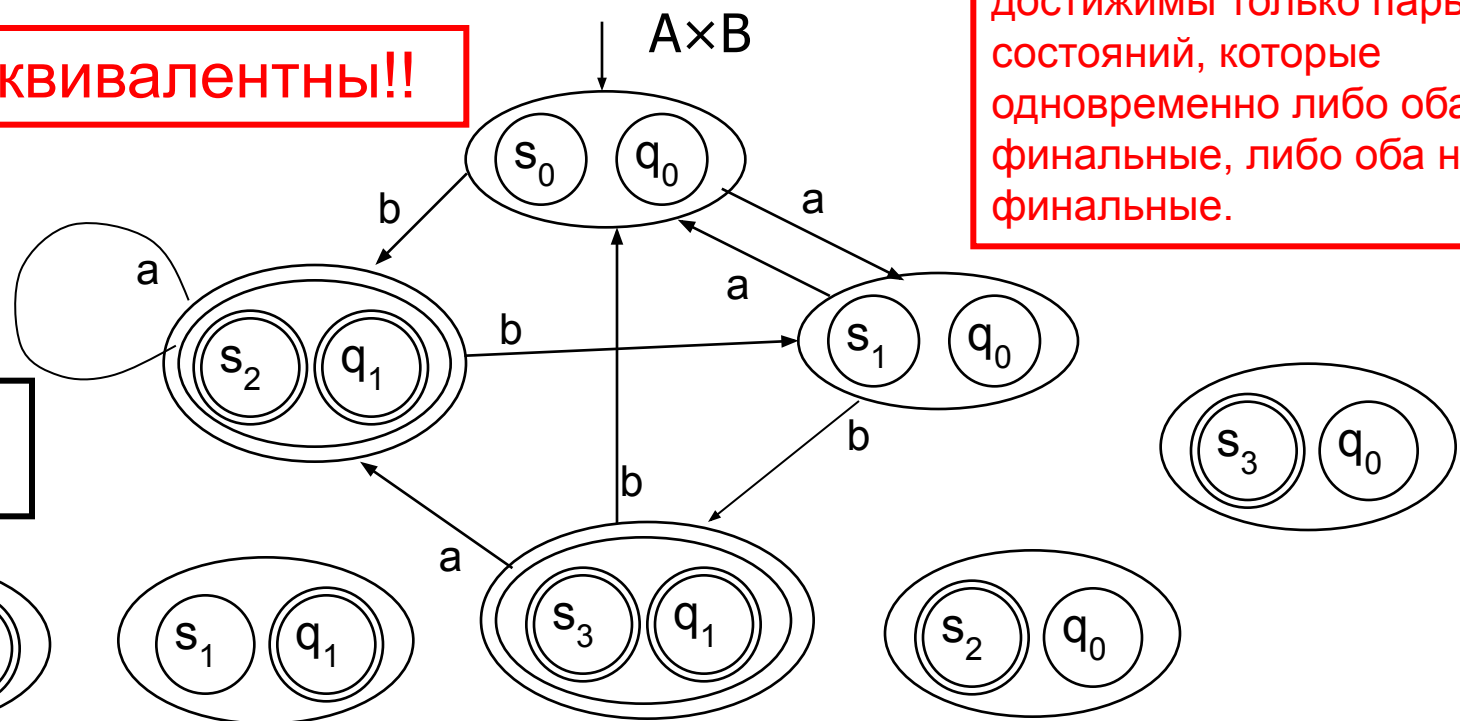 A×B
достижимы только пары
состояний, которые
одновременно либо оба
финальные, либо оба н
финальные.
квивалентны!!
s₀ q₀
b
a
a
a
s₂ q₁
b
s₁ q₀
b
s₃ q₀
b
a
s₁ q₁
s₃ q₁
s₂ q₀